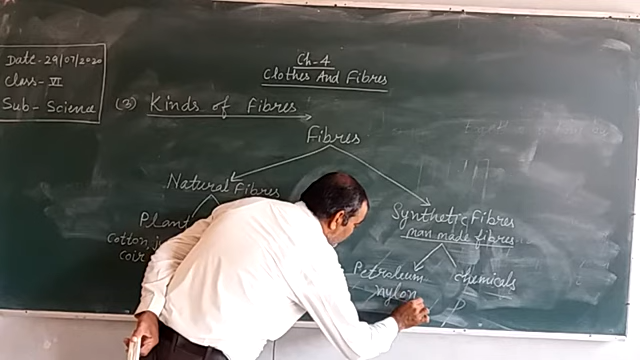 Date- 29/07/2020
Class- VI
Sub- Science
Ch-4
Clothes And Fibres
(3) Kinds of Fibres
Fibres
Natural Fibres
Synthetic Fibres
man made fibres
Plant
Cotton,
Coir
Petroleum
nylon
chemicals